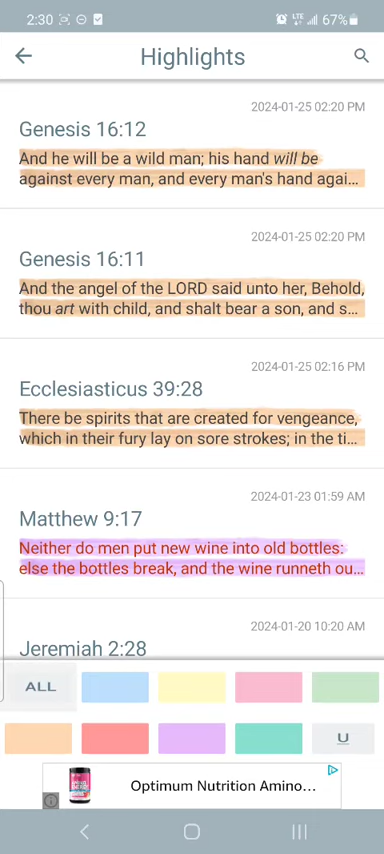 2:30 LTE 67%
Highlights
2024-01-25 02:20 PM
Genesis 16:12
And he will be a wild man; his hand will be
against every man, and every man's hand agai...
2024-01-25 02:20 PM
Genesis 16:11
And the angel of the LORD said unto her, Behold,
thou art with child, and shalt bear a son, and s...
2024-01-25 02:16 PM
Ecclesiasticus 39:28
There be spirits that are created for vengeance,
which in their fury lay on sore strokes; in the ti...
2024-01-23 01:59 AM
Matthew 9:17
Neither do men put new wine into old bottles:
else the bottles break, and the wine runneth ou...
2024-01-20 10:20 AM
Jeremiah 2:28
ALL
U
Optimum Nutrition Amino...